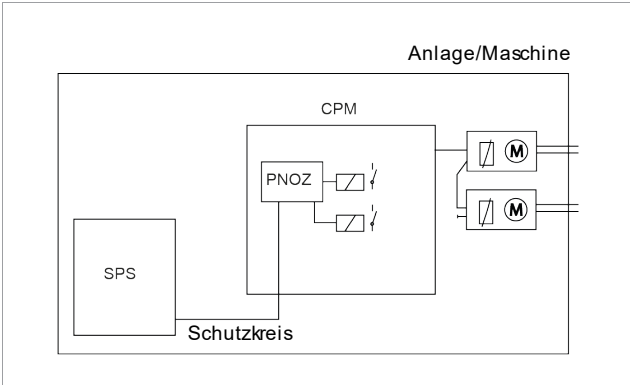 Anlage/Maschine
CPM
M
PNOZ
M
SPS
Schutzkreis